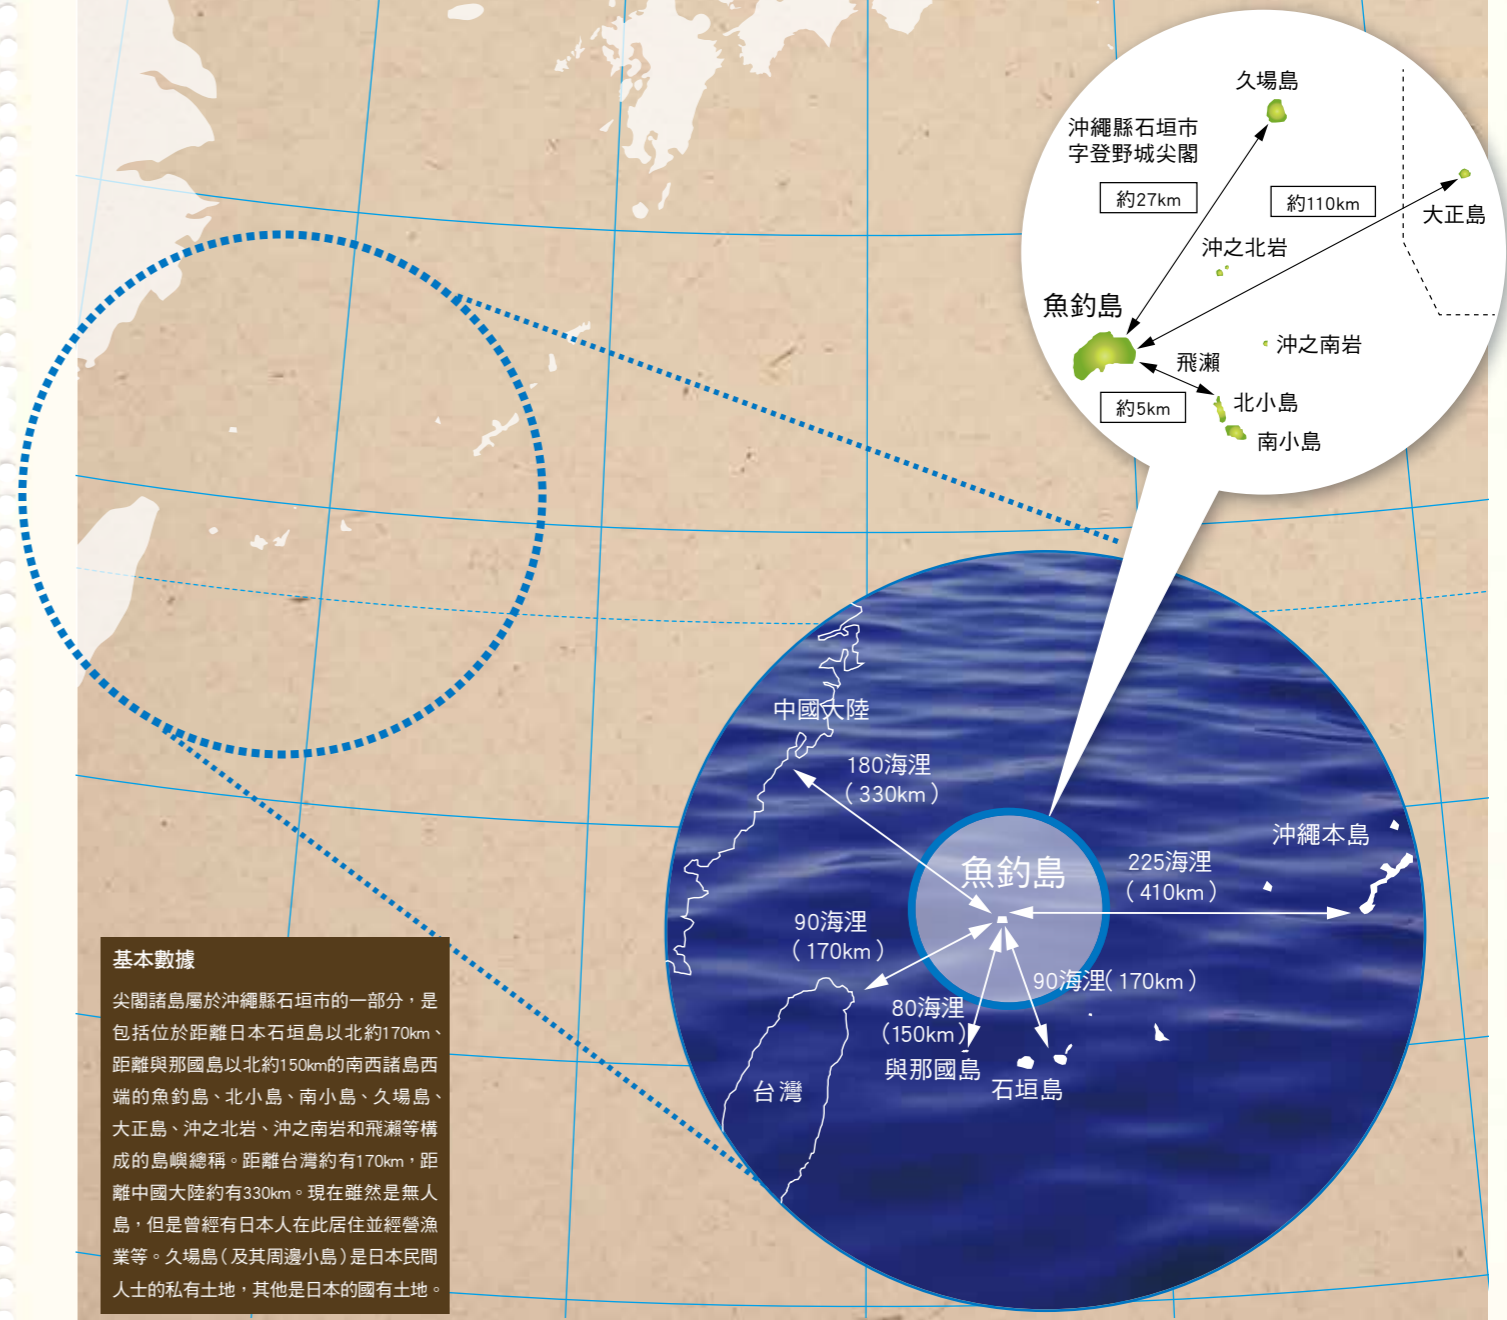 久場島
沖繩縣石垣市
字登野城尖閣
約27km
約110km
大正島
沖之北岩
魚釣島
沖之南岩
飛瀨
約5km
北小島
南小島
中國大陸
180海浬
（330km）
沖繩本島
魚釣島
225海浬
（410km）
90海浬
（170km）
90海浬（170km）
80海浬
（150km）
與那國島
石垣島
台灣
基本數據
尖閣諸島屬於沖繩縣石垣市的一部分，是
包括位於距離日本石垣島以北約170km、
距離與那國島以北約150km的南西諸島西
端的魚釣島、北小島、南小島、久場島、
大正島、沖之北岩、沖之南岩和飛瀨等構
成的島嶼總稱。距離台灣約有170km，距
離中國大陸約有330km。現在雖然是無人
島，但是曾經有日本人在此居住並經營漁
業等。久場島（及其周邊小島）是日本民間
人士的私有土地，其他是日本的國有土地。